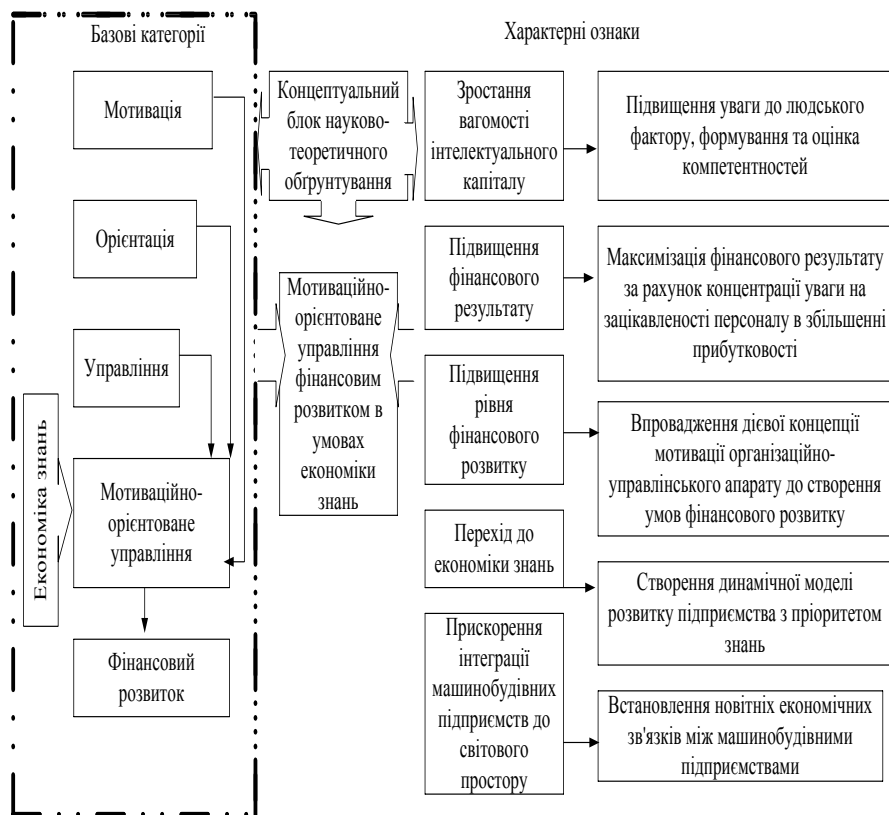 Базові категорії
Характерні ознаки
Мотивація
Орієнтація
Управління
Економіка знань
Мотиваційно-
орієнтоване
управління
Фінансовий
розвиток
Концептуальний
блок науково-
теоретичного
обґрунтування
Мотиваційно-
орієнтоване
управління
фінансовим
розвитком в
умовах
економіки
знань
Зростання
вагомості
інтелектуального
капіталу
Підвищення уваги до людського
фактору, формування та оцінка
компетентностей
Підвищення
фінансового
результату
Максимізація фінансового результату
за рахунок концентрації уваги на
зацікавленості персоналу в збільшенні
прибутковості
Підвищення
рівня
фінансового
розвитку
Впровадження дієвої концепції
мотивації організаційно-
управлінського апарату до створення
умов фінансового розвитку
Перехід до
економіки знань
Створення динамічної моделі
розвитку підприємства з пріоритетом
знань
Прискорення
інтеграції
машинобудівних
підприємств до
світового
простору
Встановлення новітніх економічних
зв'язків між машинобудівними
підприємствами